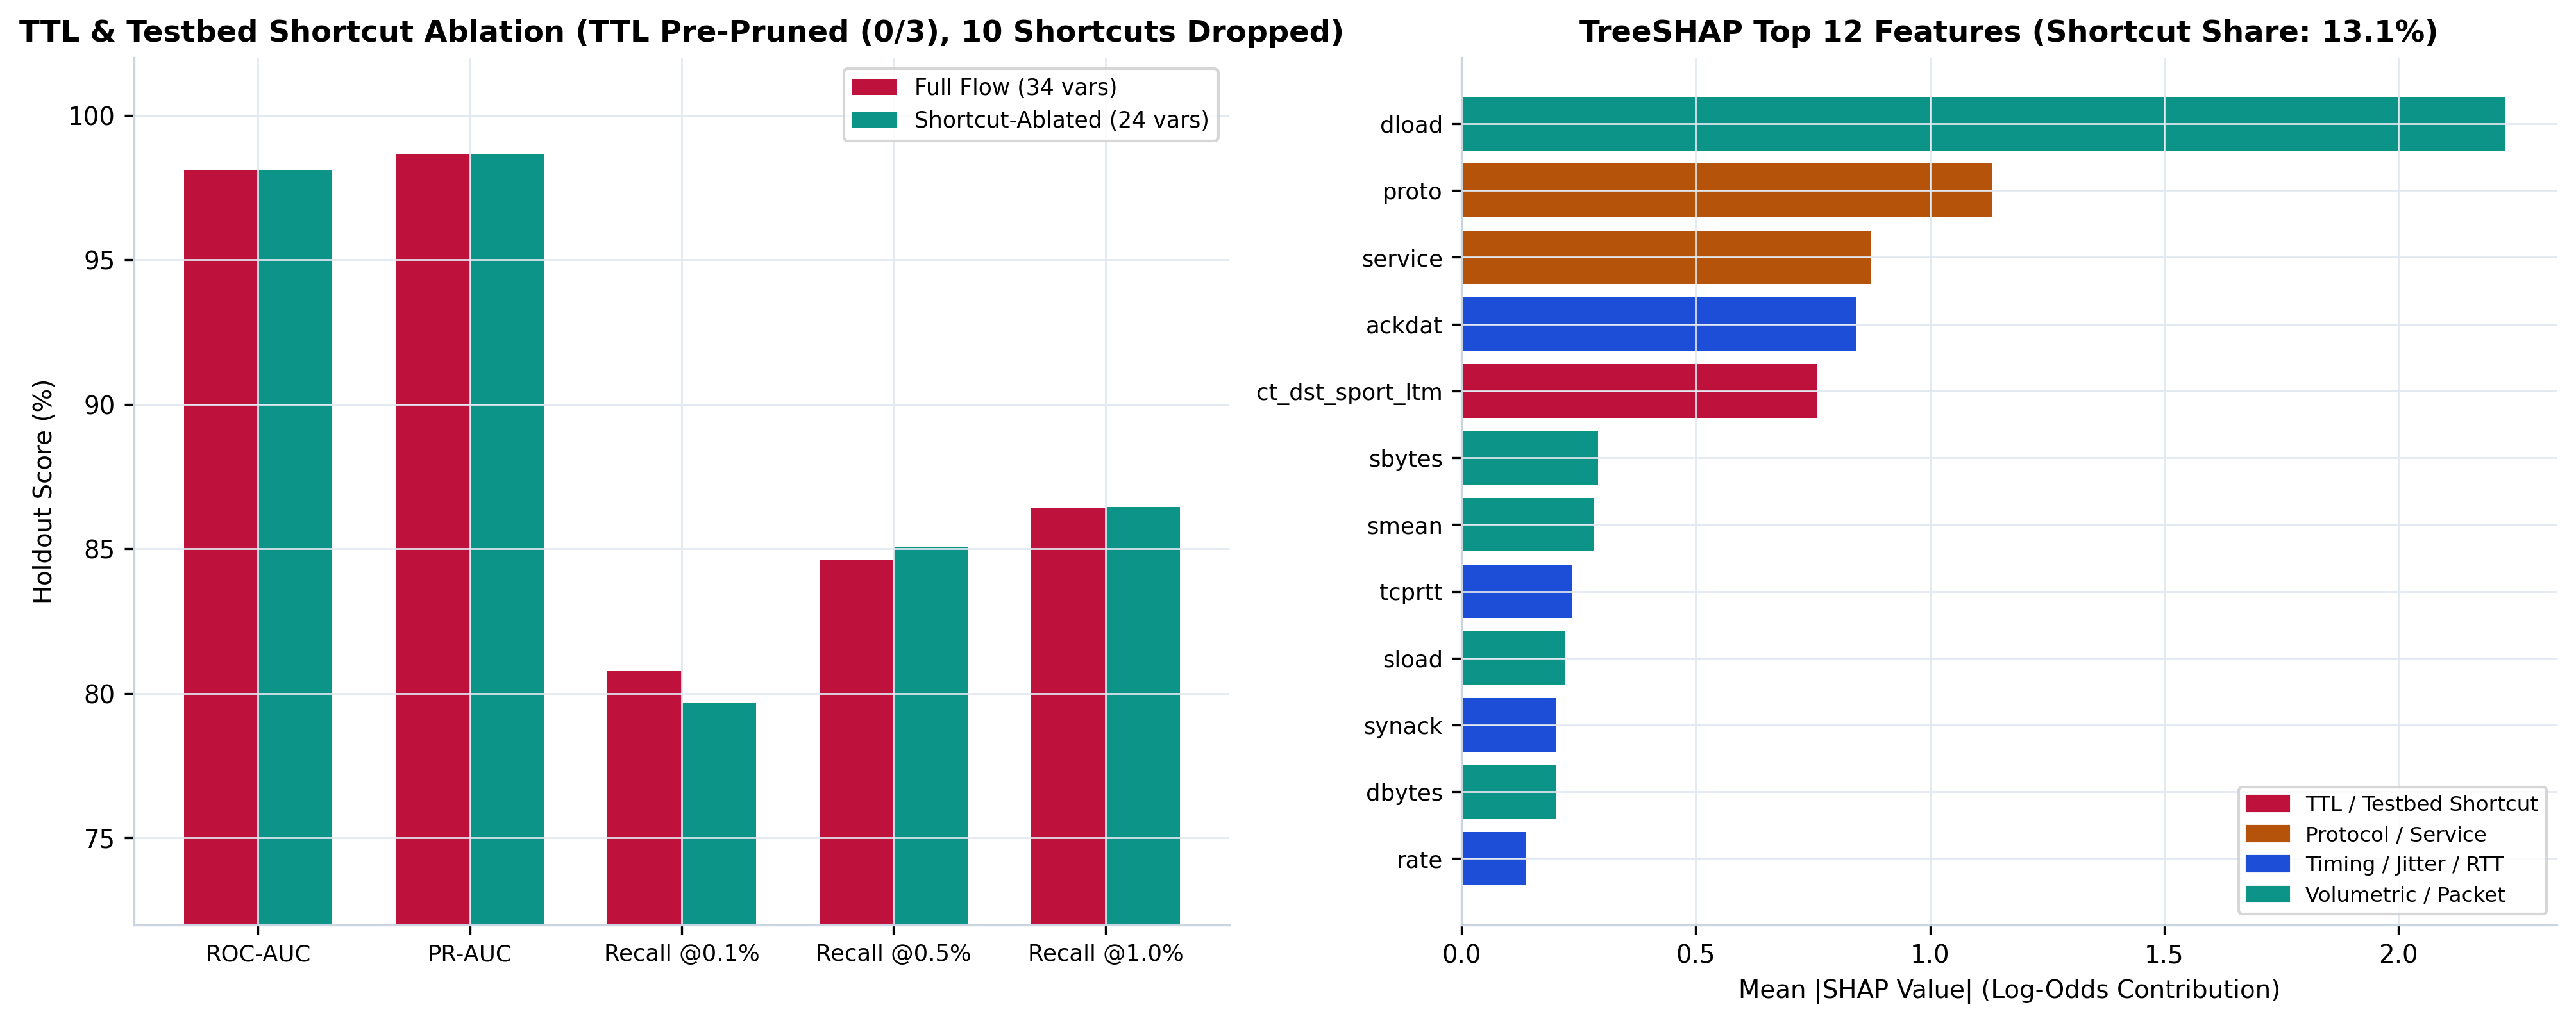 TTL & Testbed Shortcut Ablation (TTL Pre-Pruned (0/3), 10 Shortcuts Dropped)
Full Flow (34 vars)
Shortcut-Ablated (24 vars)
Holdout Score (%)
100
95
90
85
80
75
ROC-AUC
PR-AUC
Recall @0.1%
Recall @0.5%
Recall @1.0%
TreeSHAP Top 12 Features (Shortcut Share: 13.1%)
dload
proto
service
ackdat
ct_dst_sport_ltm
sbytes
smean
tcprtt
sload
synack
dbytes
rate
TTL / Testbed Shortcut
Protocol / Service
Timing / Jitter / RTT
Volumetric / Packet
0.0
0.5
1.0
1.5
2.0
Mean |SHAP Value| (Log-Odds Contribution)